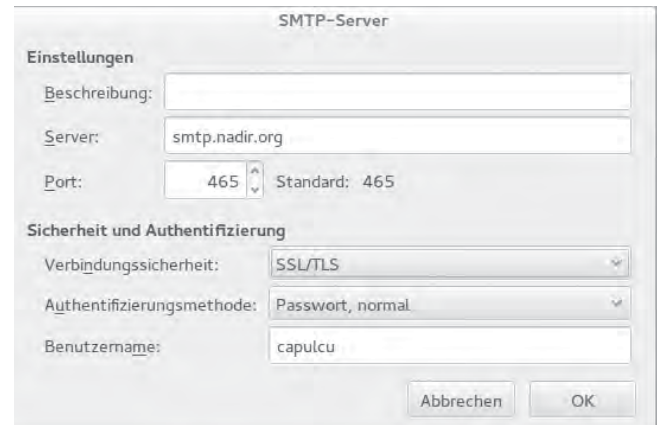 SMTP-Server
Einstellungen
Beschreibung:
Server: smtp.nadir.org
Port: 465 Standard: 465
Sicherheit und Authentifizierung
Verbindungssicherheit: SSL/TLS
Authentifizierungsmethode: Passwort, normal
Benutzername: capulcu
Abbrechen OK